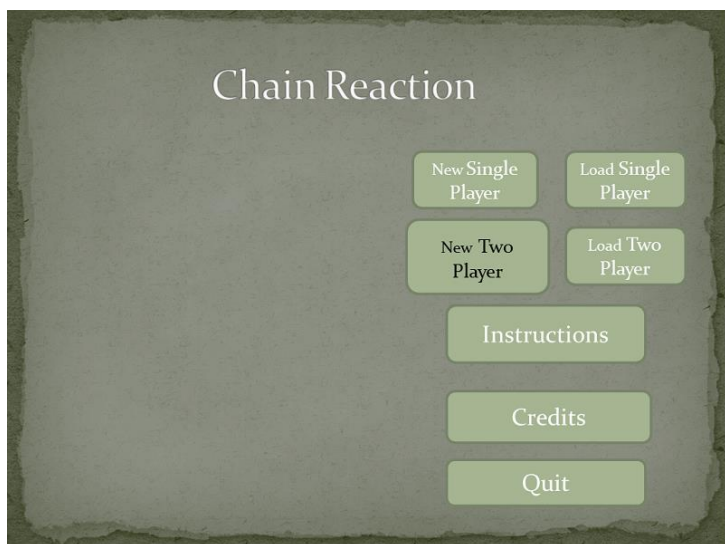 Chain Reaction
New Single
Player
Load Single
Player
New Two
Player
Load Two
Player
Instructions
Credits
Quit